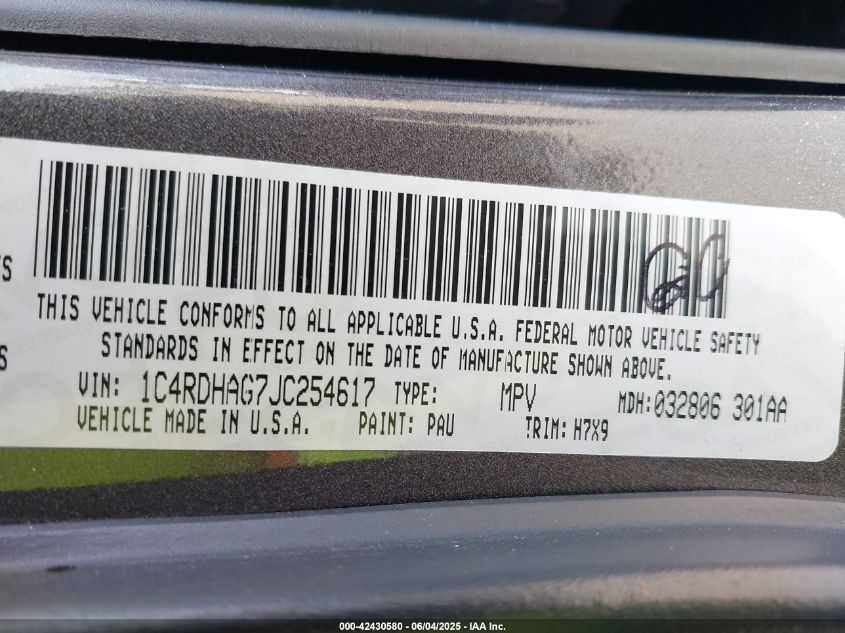 THIS VEHICLE CONFORMS TO ALL APPLICABLE U.S.A. FEDERAL MOTOR VEHICLE SAFETY
STANDARDS IN EFFECT ON THE DATE OF MANUFACTURE SHOWN ABOVE.
VIN: 1C4RDHAG7JC254617 TYPE: MPV MDH:032806 301AA
VEHICLE MADE IN U.S.A. PAINT: PAU TRIM: H7X9
000-42430580 - 06/04/2025 - IAA Inc.